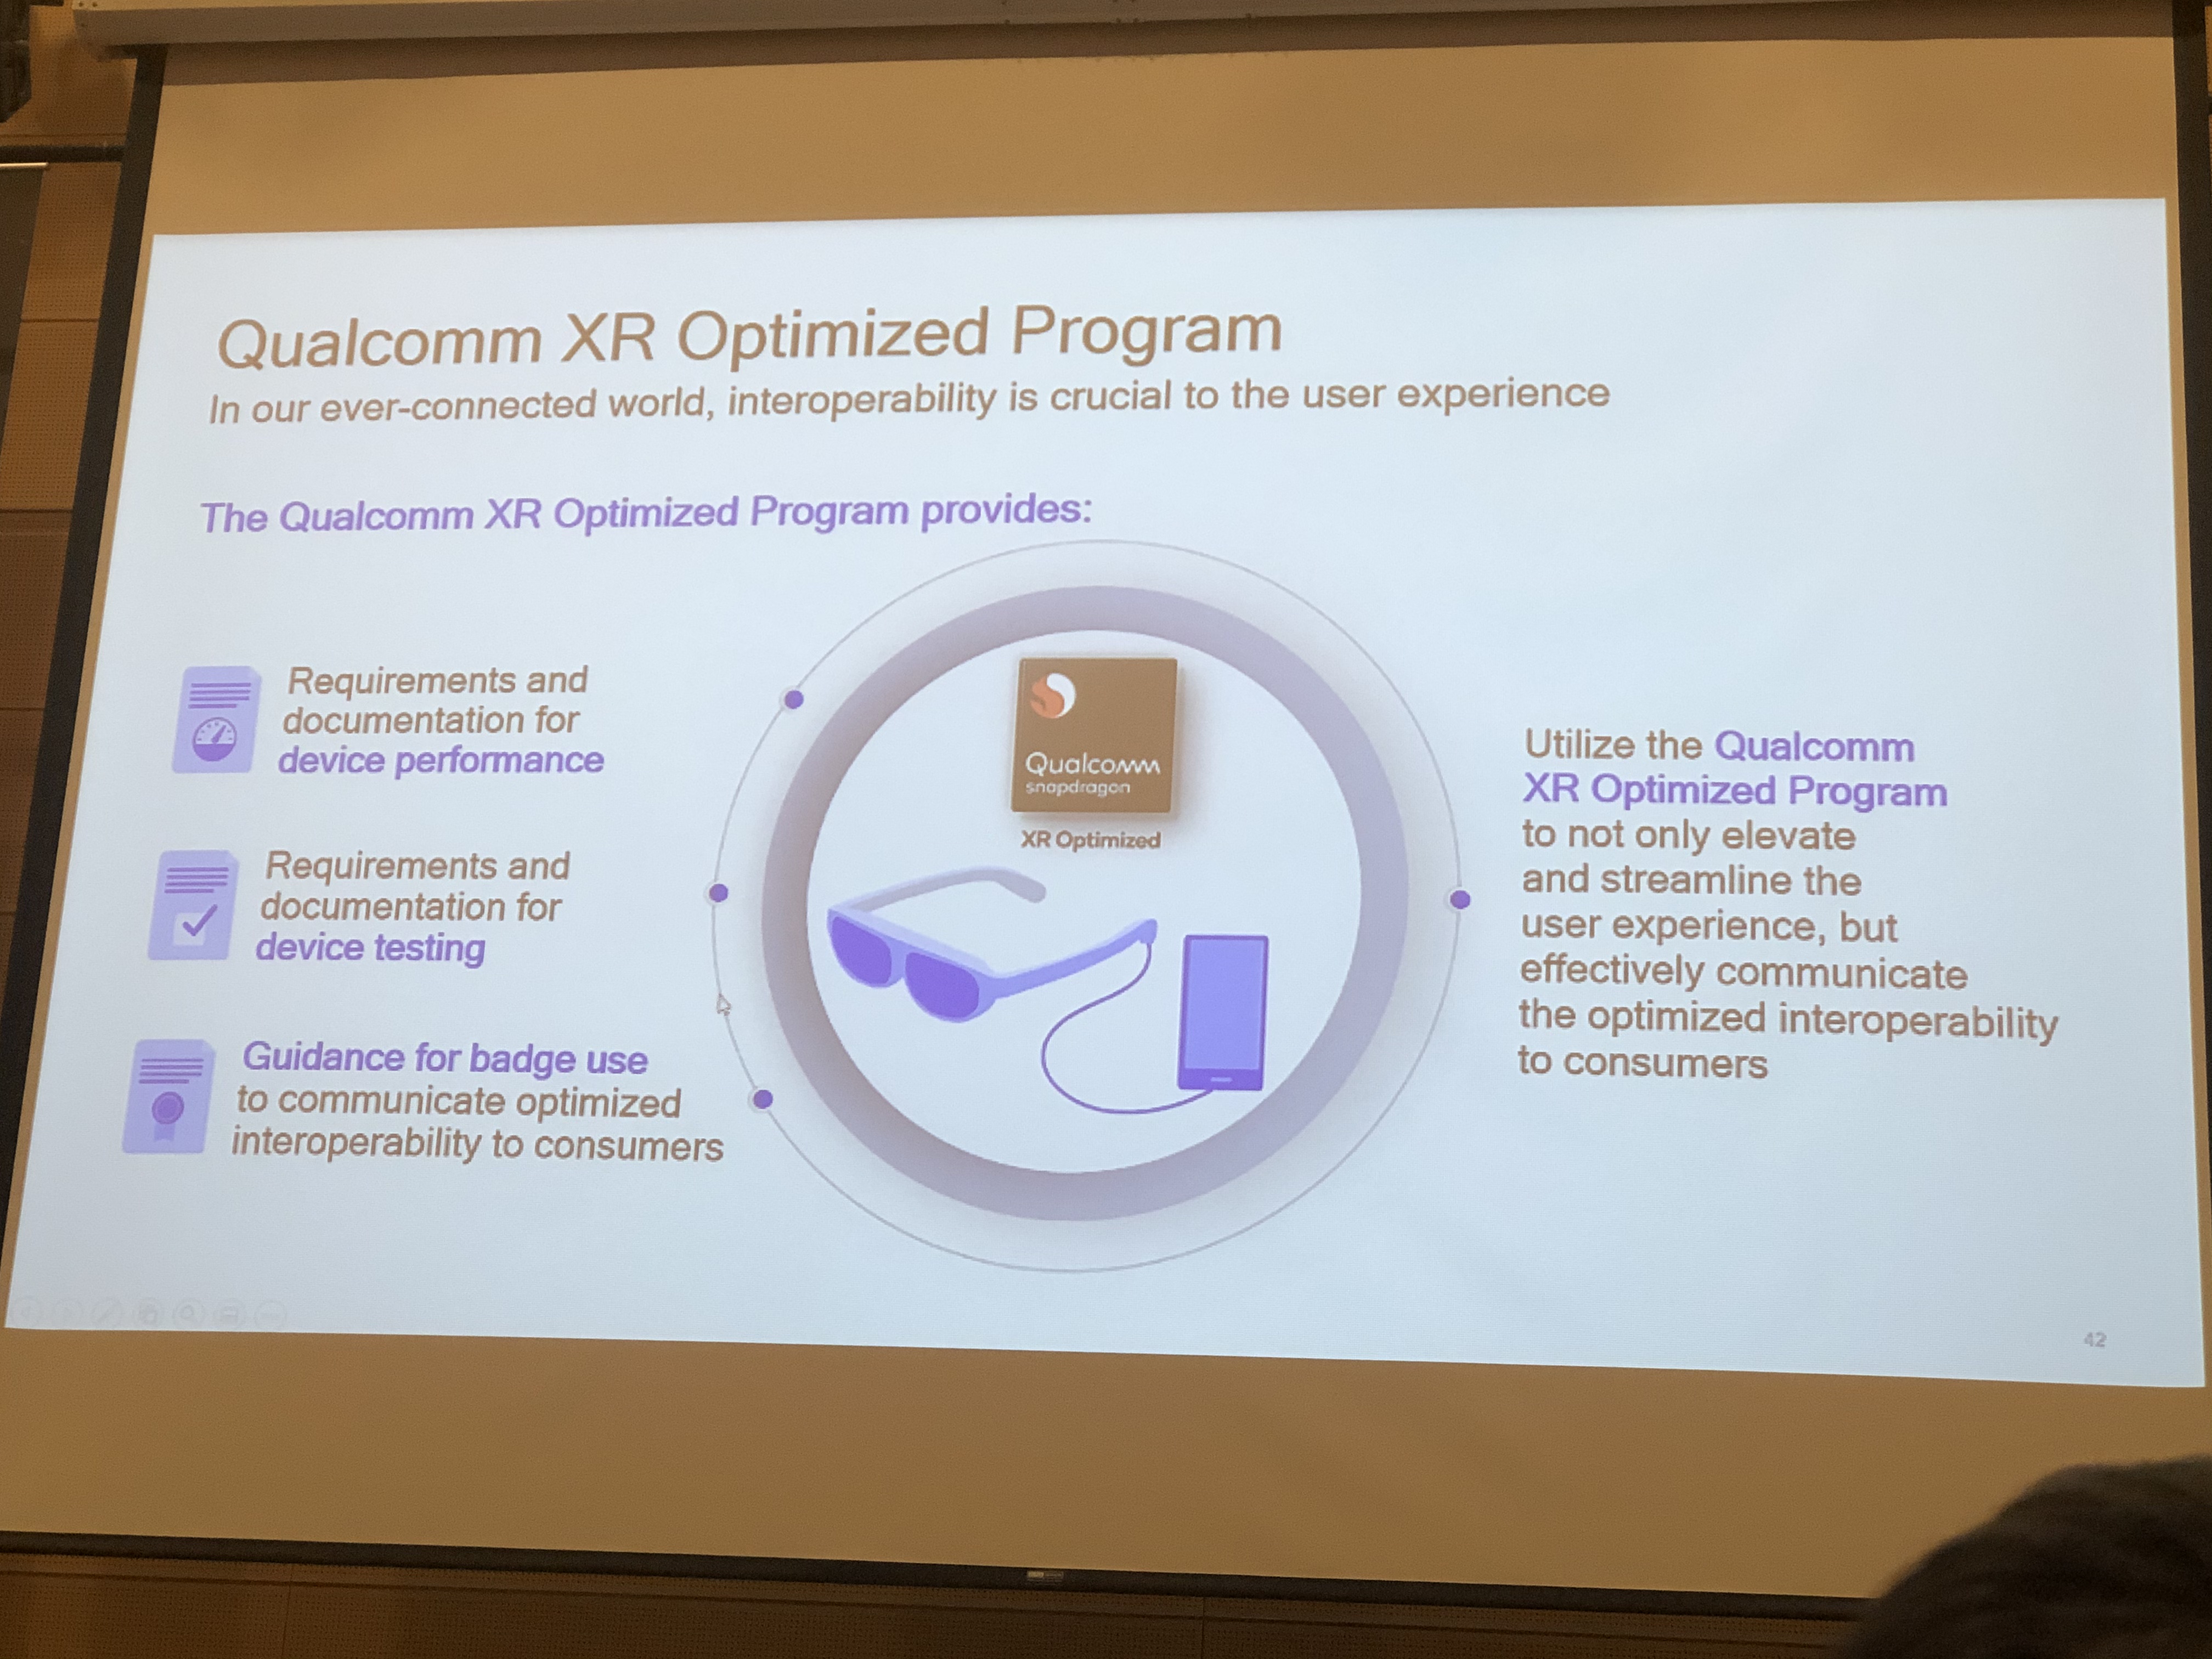 Qualcomm XR Optimized Program
In our ever-connected world, interoperability is crucial to the user experience
The Qualcomm XR Optimized Program provides:
Requirements and
documentation for
device performance
Requirements and
documentation for
device testing
Guidance for badge use
to communicate optimized
interoperability to consumers
Qualcomm
snapdragon
XR Optimized
Utilize the Qualcomm
XR Optimized Program
to not only elevate
and streamline the
user experience, but
effectively communicate
the optimized interoperability
to consumers
42